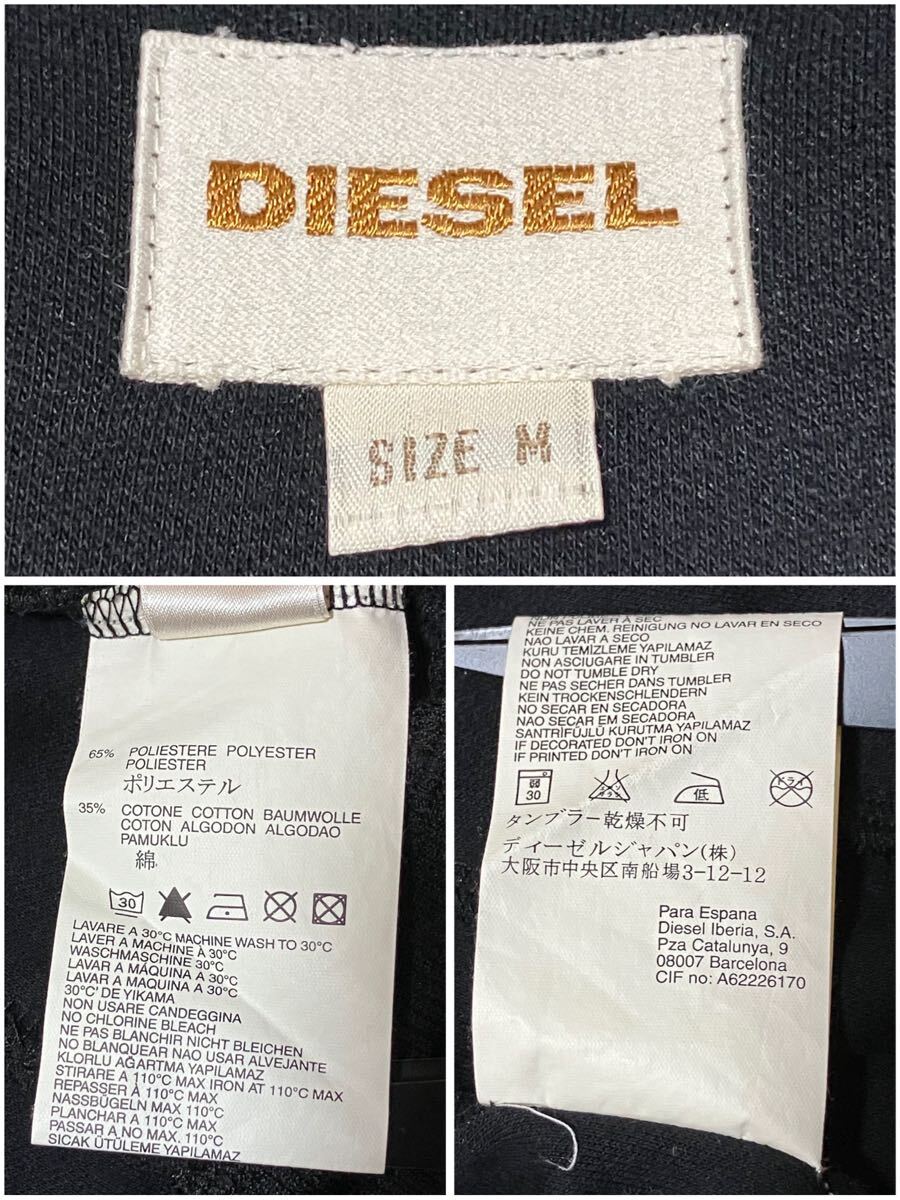 DIESEL
SIZE M
65% POLIESTERE POLYESTER
POLIESTER
ポリエステル
35% COTONE COTTON BAUMWOLLE
COTON ALGODON ALGODAO
PAMUKLU
綿
30
LAVARE A 30°C MACHINE WASH TO 30°C
LAVER A MACHINE À 30°C
WASCHMASCHINE 30°C
LAVAR A MÁQUINA A 30°C
LAVAR A MÁQUINA A 30°C
30°C' DE YIKAMA
NON USARE CANDEGGINA
NO CHLORINE BLEACH
NE PAS BLANCHIR NICHT BLEICHEN
NO BLANQUEAR NAO USAR ALVEJANTE
KLORLU AĞARTMA YAPILAMAZ
STIRARE A 110°C MAX IRON AT 110°C MAX
REPASSER À 110°C MAX
NASSBÜGELN MAX 110°C
PLANCHAR A 110°C MAX
PASSAR A NO MAX. 110°C
SICAK ÜTÜLEME YAPILAMAZ
NE PAS LAVER À SEC
KEINE CHEM. REINIGUNG NO LAVAR EN SECO
NAO LAVAR A SECO
KURU TEMİZLEME YAPILAMAZ
NON ASCIUGARE IN TUMBLER
DO NOT TUMBLE DRY
NE PAS SECHER DANS TUMBLER
KEIN TROCKENSCHLENDERN
NO SECAR EN SECADORA
NAO SECAR EM SECADORA
SANTRİFÜJLÜ KURUTMA YAPILAMAZ
IF DECORATED DON'T IRON ON
IF PRINTED DON'T IRON ON
弱 30 低 ドライ
タンブラー乾燥不可
ディーゼルジャパン(株)
大阪市中央区南船場3-12-12
Para Espana
Diesel Iberia, S.A.
Pza Catalunya, 9
08007 Barcelona
CIF no: A62226170